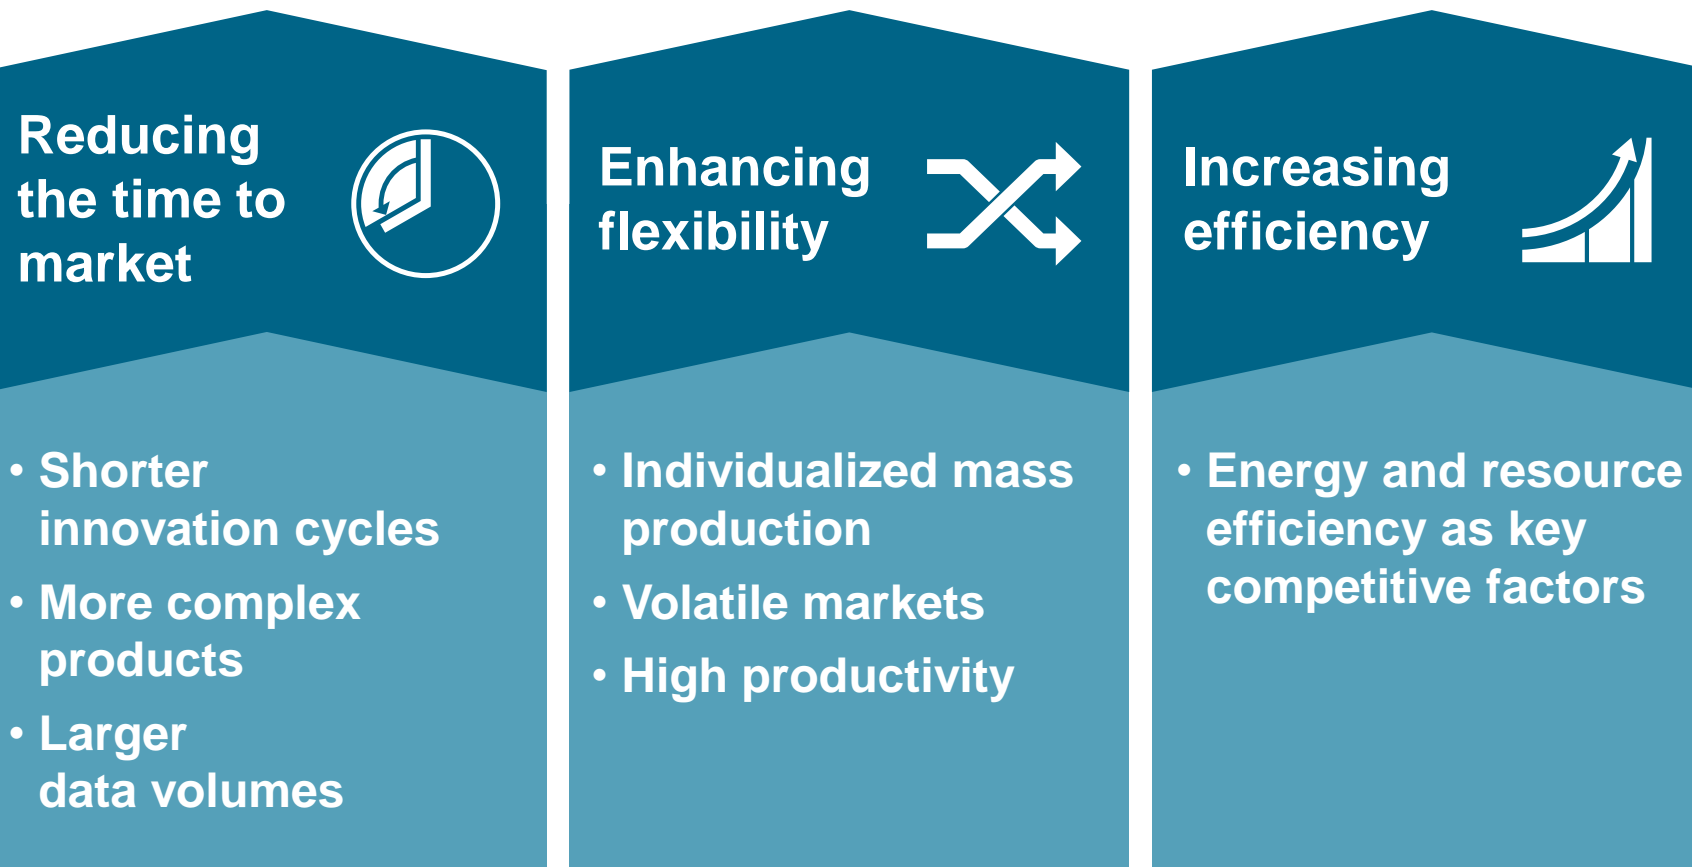 Reducing
the time to
market
• Shorter
innovation cycles
• More complex
products
• Larger
data volumes
Enhancing
flexibility
• Individualized mass
production
• Volatile markets
• High productivity
Increasing
efficiency
• Energy and resource
efficiency as key
competitive factors